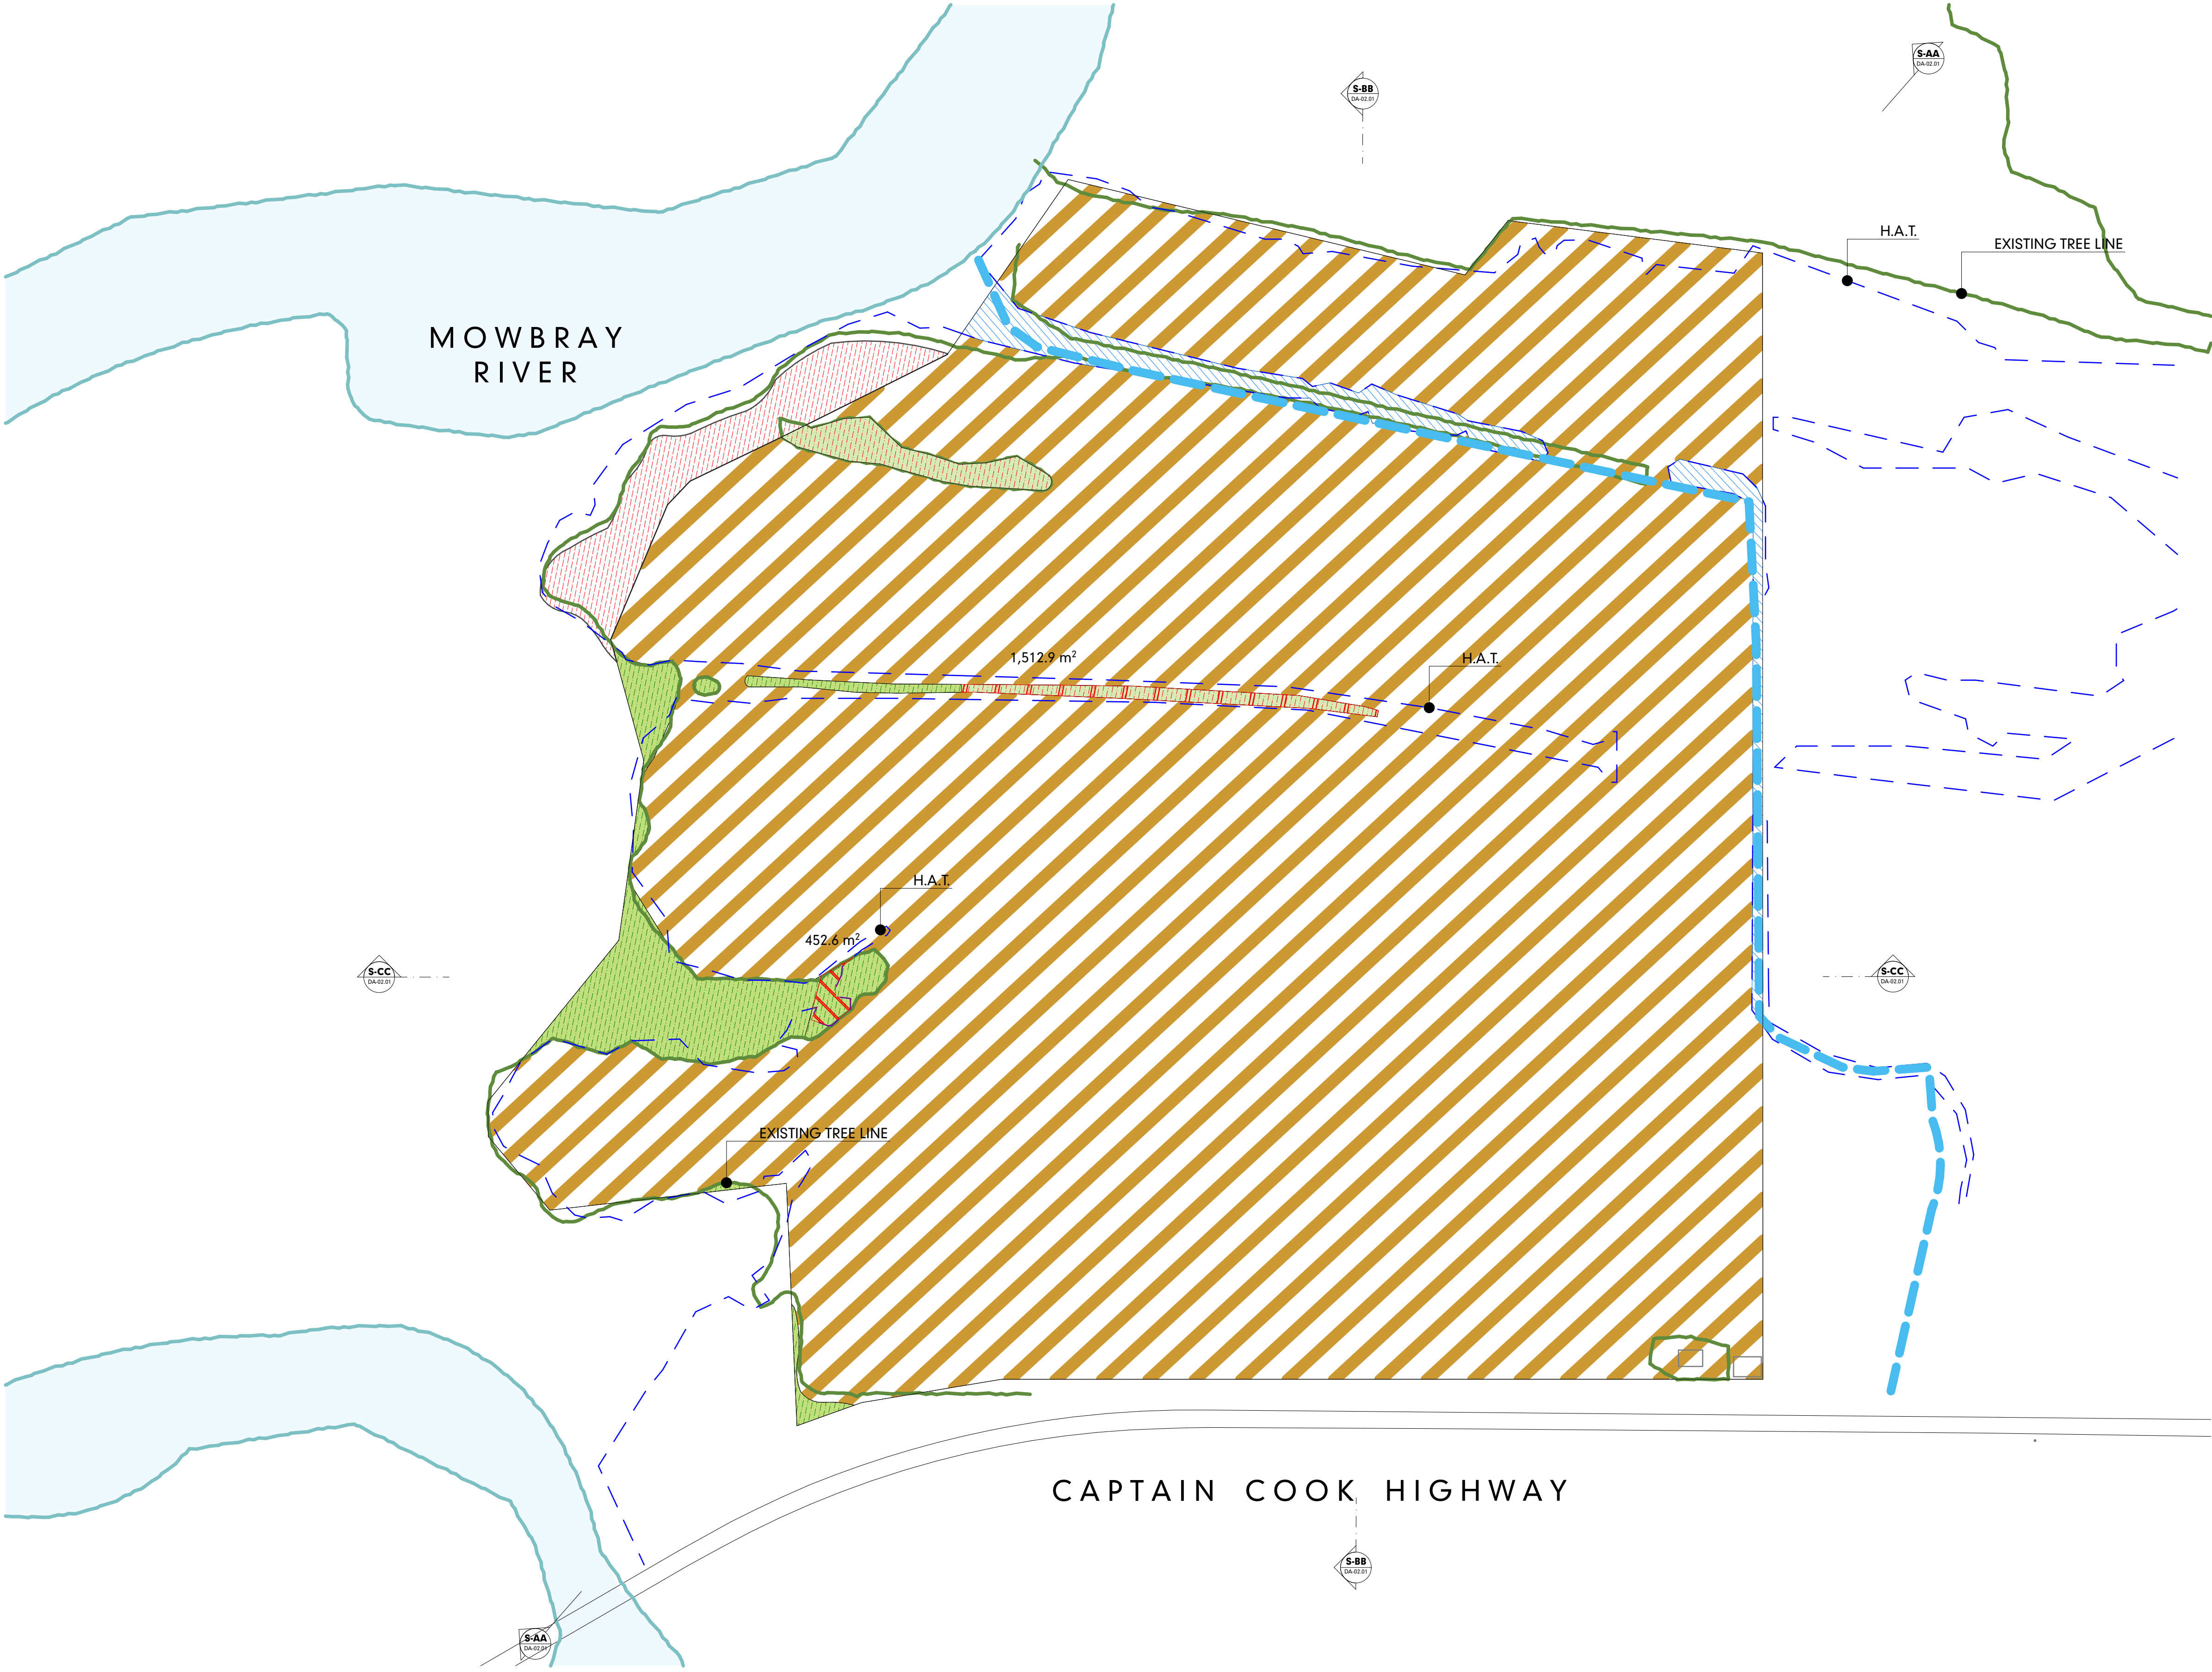 S-AA
DA-02.01
S-BB
DA-02.01
H.A.T.
EXISTING TREE LINE
MOWBRAY
RIVER
1,512.9 m²
H.A.T.
H.A.T.
452.6 m²
S-CC
DA-02.01
S-CC
DA-02.01
EXISTING TREE LINE
CAPTAIN COOK HIGHWAY
S-BB
DA-02.01
S-AA
DA-02.01